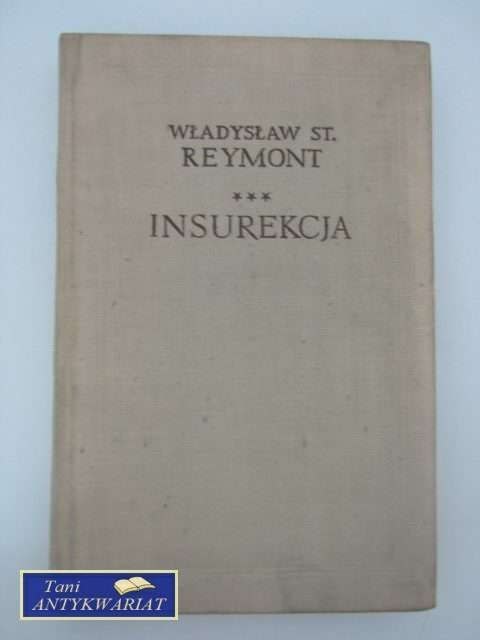 WŁADYSŁAW ST.
REYMONT
***
INSUREKCJA
Tani
ANTYKWARIAT